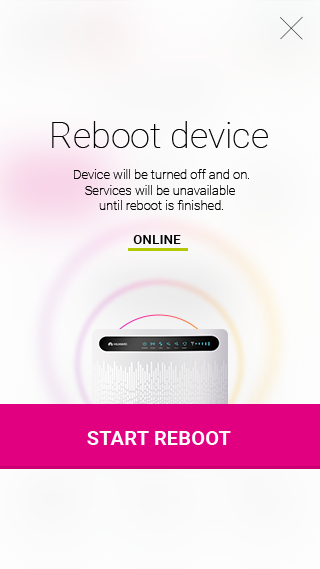 Reboot device
Device will be turned off and on.
Services will be unavailable
until reboot is finished.
ONLINE
HUAWEI
START REBOOT